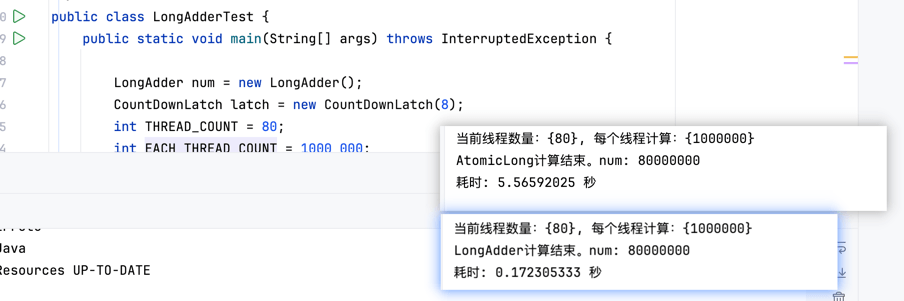 public class LongAdderTest {
public static void main(String[] args) throws InterruptedException {
LongAdder num = new LongAdder();
CountDownLatch latch = new CountDownLatch(8);
int THREAD_COUNT = 80;
int EACH_THREAD_COUNT = 1000_000;
当前线程数量：{80}, 每个线程计算：{1000000}
AtomicLong计算结束。num: 80000000
耗时: 5.56592025 秒
当前线程数量：{80}, 每个线程计算：{1000000}
LongAdder计算结束。num: 80000000
耗时: 0.172305333 秒
Java
Resources UP-TO-DATE